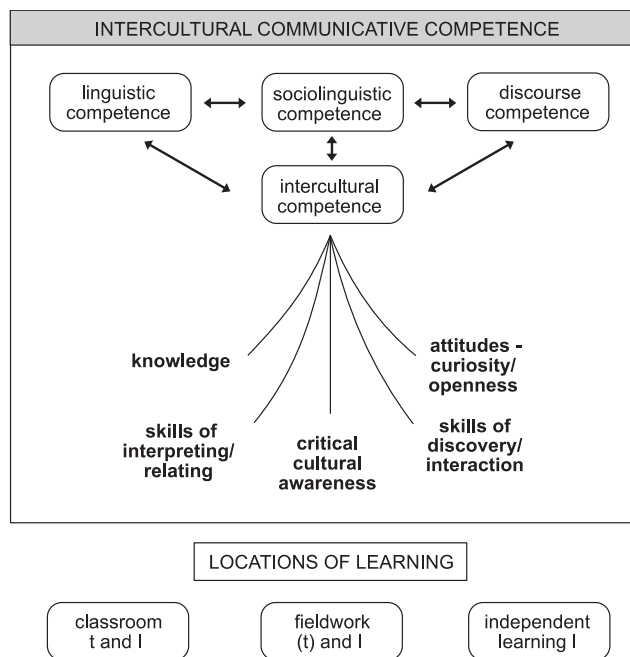 INTERCULTURAL COMMUNICATIVE COMPETENCE
linguistic
competence
sociolinguistic
competence
discourse
competence
intercultural
competence
knowledge
attitudes -
curiosity/
openness
skills of
interpreting/
relating
critical
cultural
awareness
skills of
discovery/
interaction
LOCATIONS OF LEARNING
classroom
t and l
fieldwork
(t) and l
independent
learning l